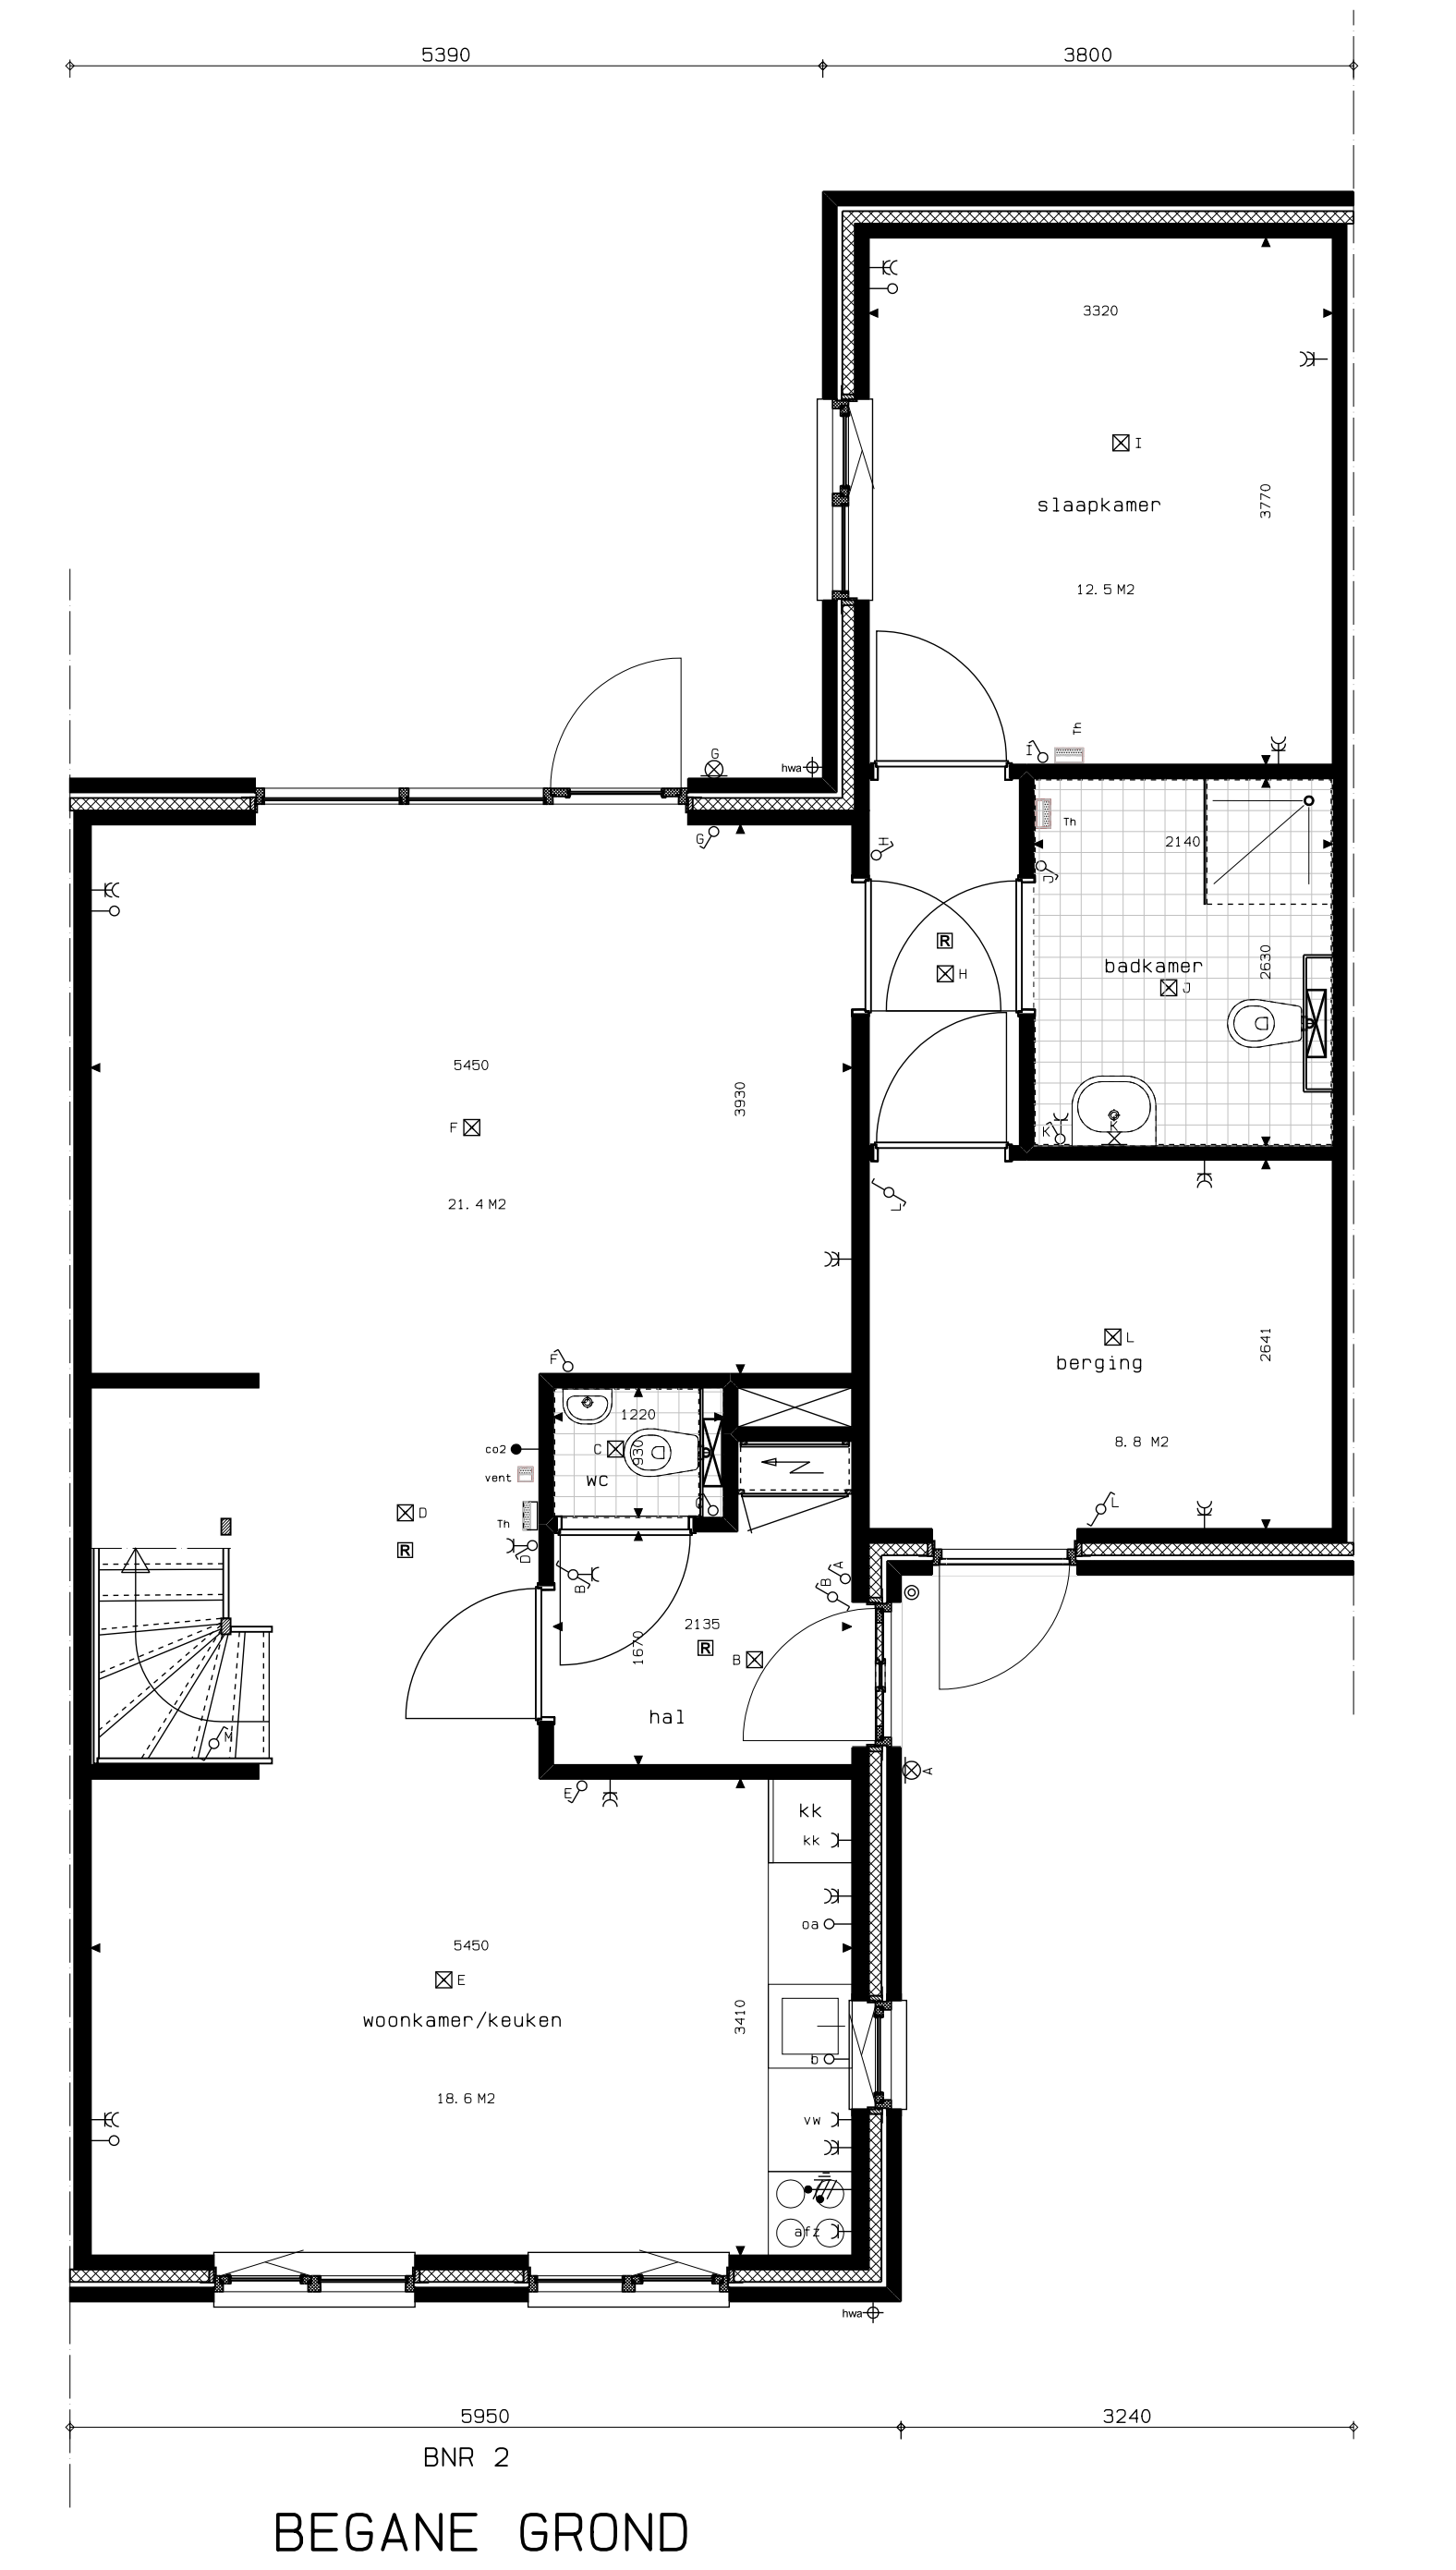 5390 3800
3320
I
slaapkamer
3770
12.5 M2
Th
I
G
hwa
G
H
Th
2140
J
R
H
badkamer
J
2630
5450
3930
F
K
K
21.4 M2
L
L
berging
2641
F
8.8 M2
1220
C
930
co2
wc
vent
C
L
D
Th
R
D
B
A
B
2135
R
1670
B
hal
M
A
E
kk
kk
oa
5450
E
woonkamer/keuken
3410
b
18.6 M2
vw
afz
hwa
5950 3240
BNR 2
BEGANE GROND